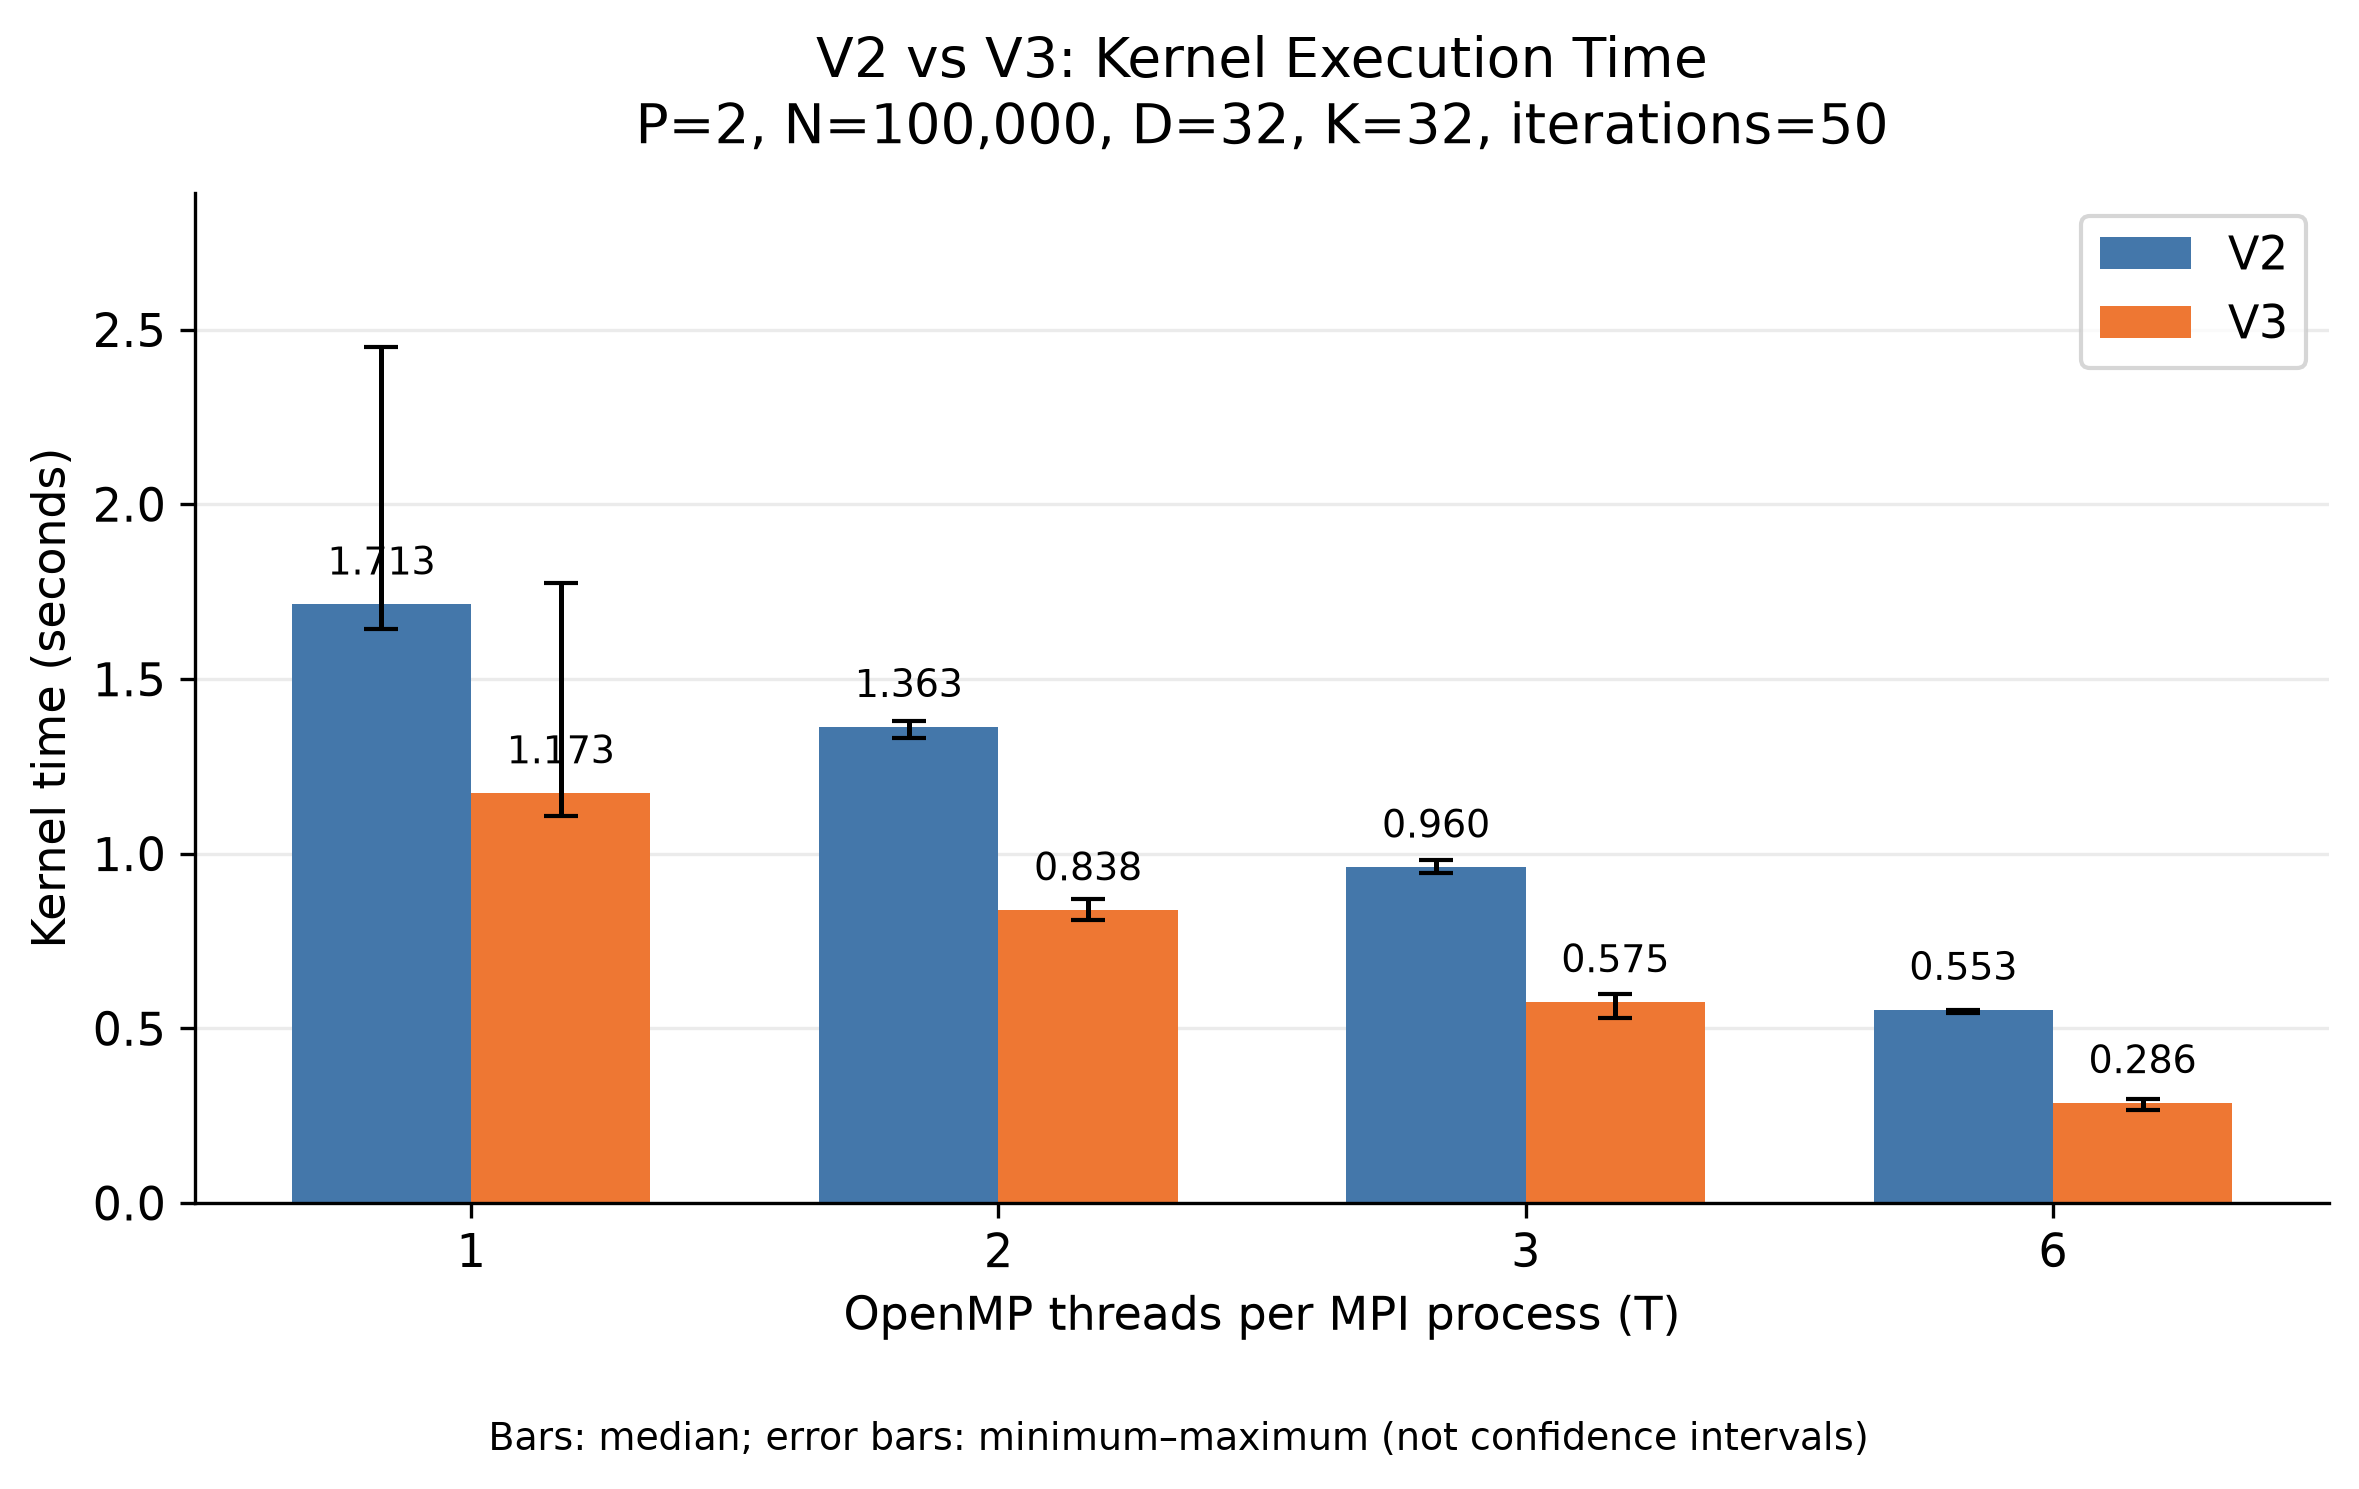 V2 vs V3: Kernel Execution Time
P=2, N=100,000, D=32, K=32, iterations=50
V2
V3
Kernel time (seconds)
2.5
2.0
1.5
1.0
0.5
0.0
1.713
1.173
1.363
0.838
0.960
0.575
0.553
0.286
1 2 3 6
OpenMP threads per MPI process (T)
Bars: median; error bars: minimum–maximum (not confidence intervals)